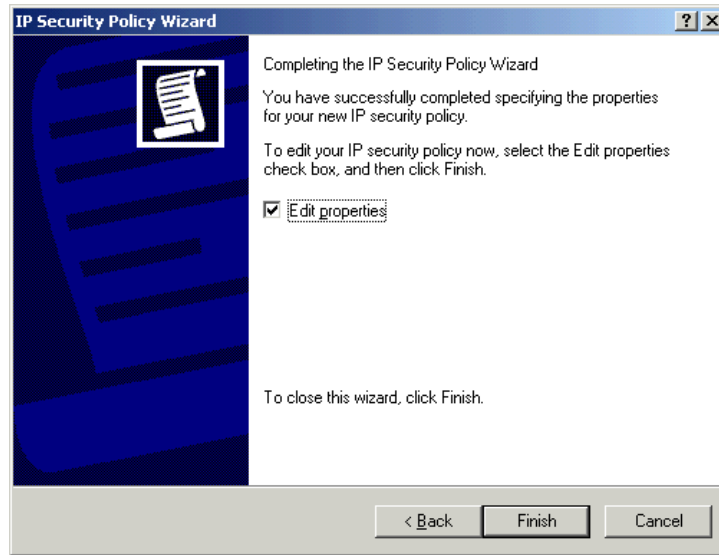 IP Security Policy Wizard
Completing the IP Security Policy Wizard
You have successfully completed specifying the properties
for your new IP security policy.
To edit your IP security policy now, select the Edit properties
check box, and then click Finish.
Edit properties
To close this wizard, click Finish.
< Back Finish Cancel